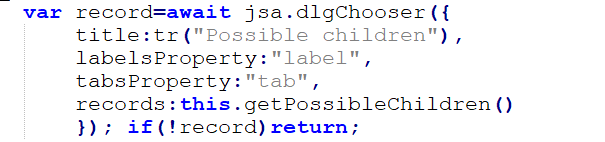 var record=await jsa.dlgChooser({
title:tr("Possible children"),
labelsProperty:"label",
tabsProperty:"tab",
records:this.getPossibleChildren()
}); if(!record)return;